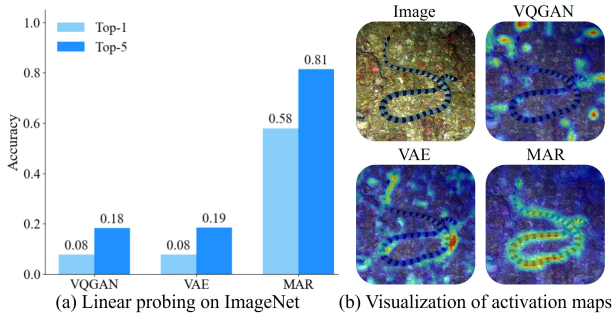 Image
VQGAN
1.0
0.8
0.6
0.4
0.2
0.0
Accuracy
Top-1
Top-5
0.08
0.18
0.08
0.19
0.58
0.81
VQGAN
VAE
MAR
VAE
MAR
(a) Linear probing on ImageNet
(b) Visualization of activation maps